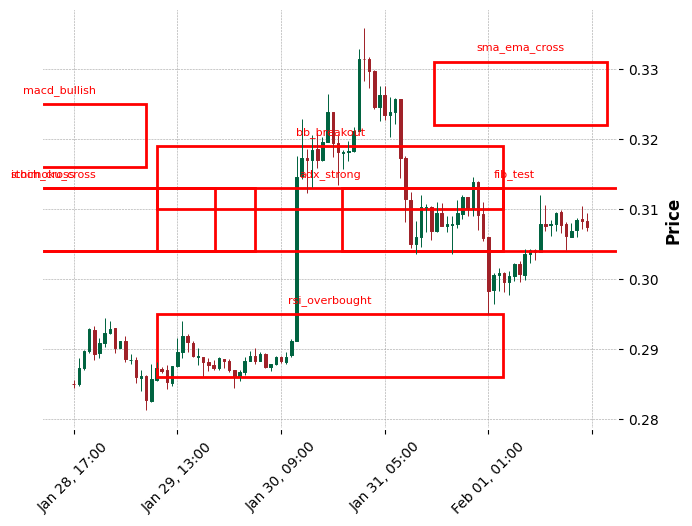 sma_ema_cross
0.33
macd_bullish
0.32
bb_breakout
adx_strong
fib_test
0.31
Price
0.30
rsi_overbought
0.29
0.28
Jan 28, 17:00
Jan 29, 13:00
Jan 30, 09:00
Jan 31, 05:00
Feb 01, 01:00